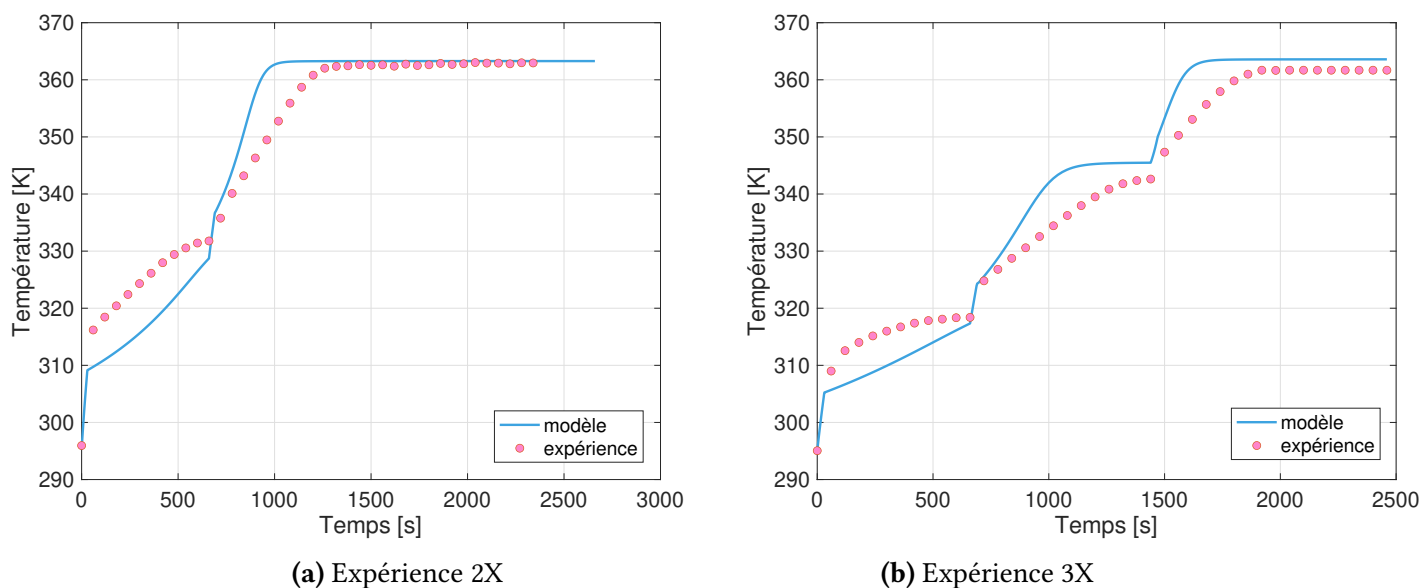 370
360
350
340
330
320
310
300
290
Température [K]
0 500 1000 1500 2000 2500 3000
Temps [s]
modèle
expérience
(a) Expérience 2X
370
360
350
340
330
320
310
300
290
Température [K]
0 500 1000 1500 2000 2500
Temps [s]
modèle
expérience
(b) Expérience 3X